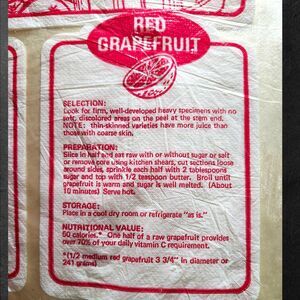 RED
GRAPEFRUIT
SELECTION:
Look for firm, well-developed heavy specimens with no
soft, discolored areas on the peel at the stem end.
NOTE: thin-skinned varieties have more juice than
those with coarse skin.
PREPARATION:
Slice in half and eat raw with or without sugar or salt
or remove core using kitchen shears, cut sections loose
around sides, sprinkle each half with 2 tablespoons
sugar and top with 1/2 teaspoon butter. Broil until
grapefruit is warm and sugar is well melted. (About
10 minutes) Serve hot.
STORAGE:
Place in a cool dry room or refrigerate "as is."
NUTRITIONAL VALUE:
50 calories.* One half of a raw grapefruit provides
over 70% of your daily vitamin C requirement.
*(1/2 medium red grapefruit 3 3/4" in diameter or
241 grams)